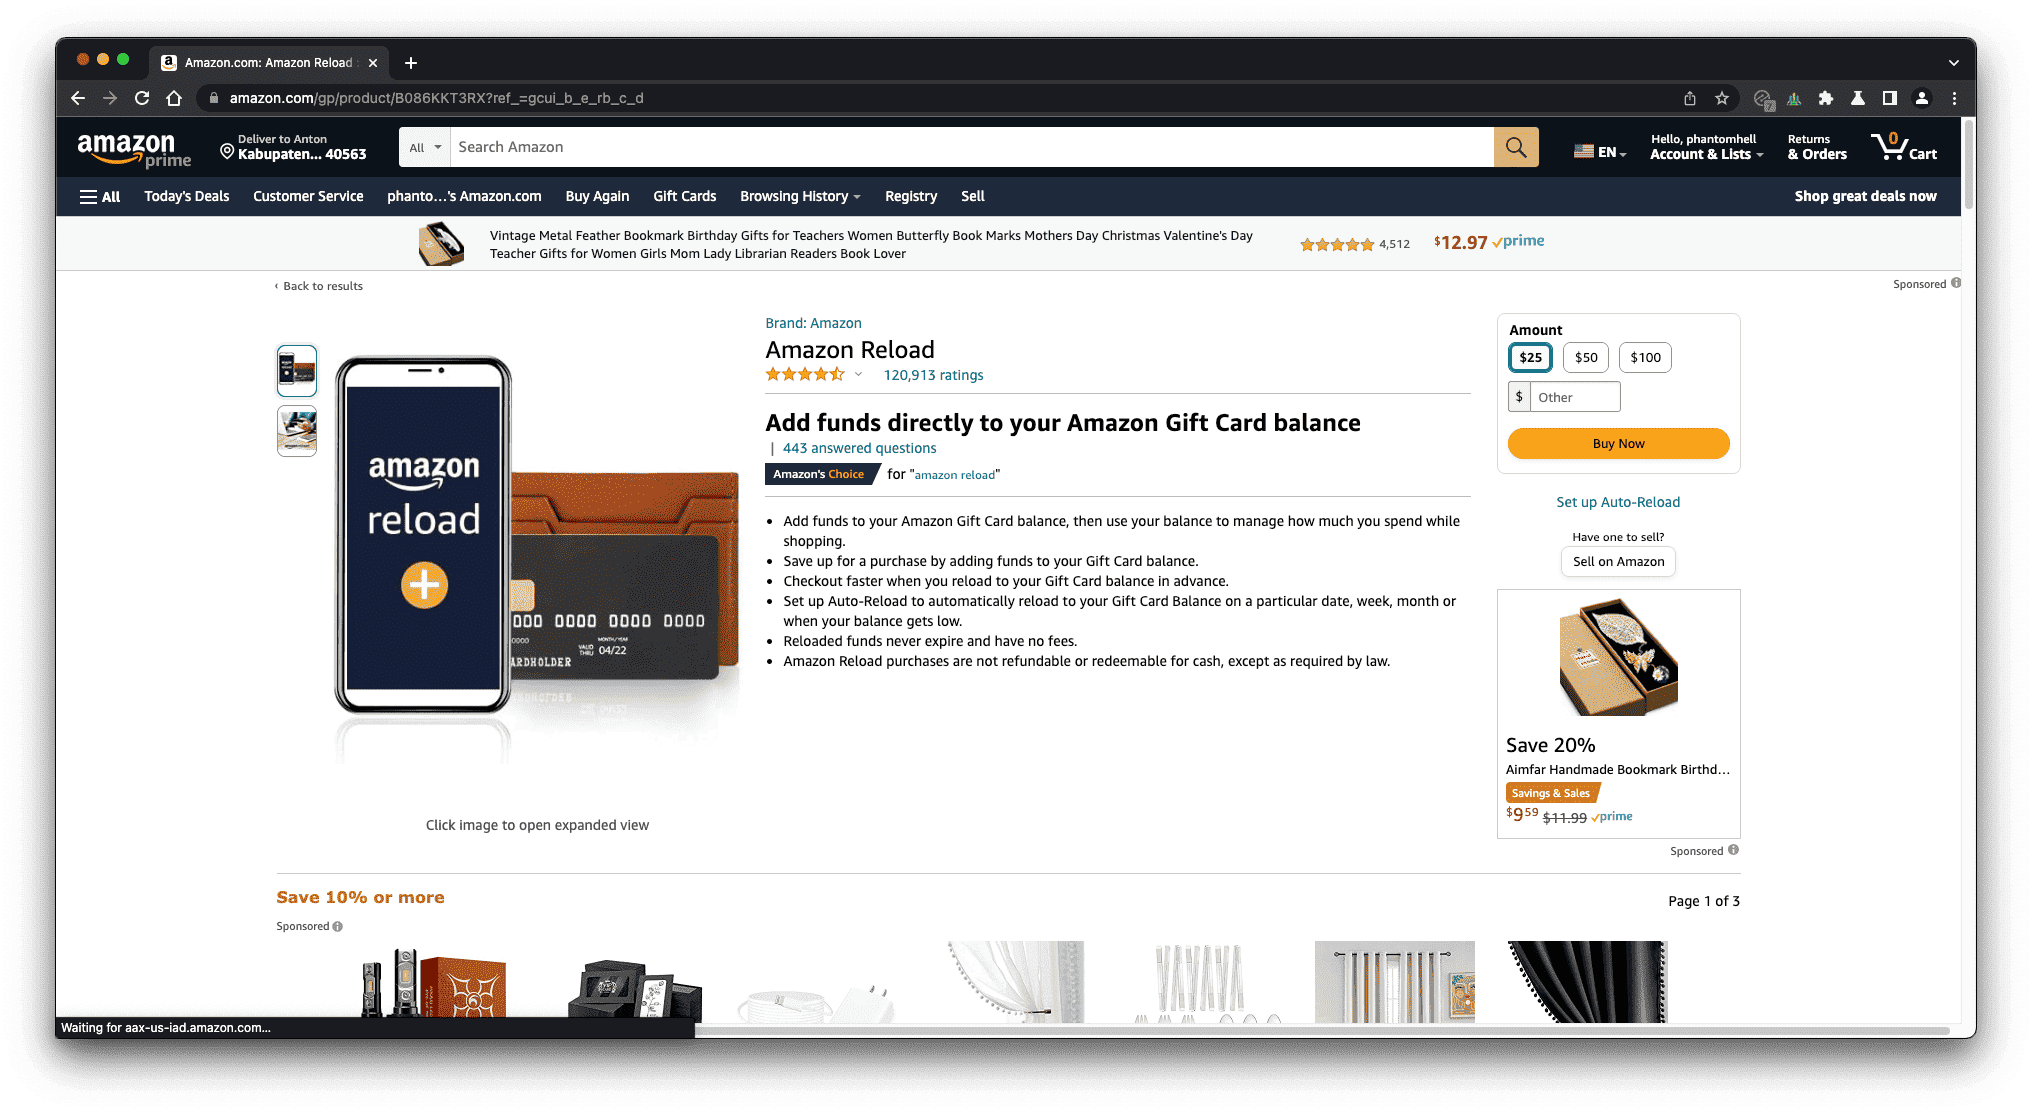 Amazon.com: Amazon Reload :
amazon.com/gp/product/B086KKT3RX?ref_=gcui_b_e_rb_c_d
7
amazon
prime
Deliver to Anton
Kabupaten... 40563
All
Search Amazon
EN
Hello, phantomhell
Account & Lists
Returns
& Orders
0
Cart
All
Today's Deals
Customer Service
phanto...'s Amazon.com
Buy Again
Gift Cards
Browsing History
Registry
Sell
Shop great deals now
Vintage Metal Feather Bookmark Birthday Gifts for Teachers Women Butterfly Book Marks Mothers Day Christmas Valentine's Day
Teacher Gifts for Women Girls Mom Lady Librarian Readers Book Lover
4,512
$12.97 prime
‹ Back to results
Sponsored
amazon
reload
0000 0000 0000
0000
MONTH/YEAR
VALID
THRU
04/22
ARDHOLDER
Click image to open expanded view
Brand: Amazon
Amazon Reload
120,913 ratings
Add funds directly to your Amazon Gift Card balance
| 443 answered questions
Amazon's Choice for "amazon reload"
• Add funds to your Amazon Gift Card balance, then use your balance to manage how much you spend while
shopping.
• Save up for a purchase by adding funds to your Gift Card balance.
• Checkout faster when you reload to your Gift Card balance in advance.
• Set up Auto-Reload to automatically reload to your Gift Card Balance on a particular date, week, month or
when your balance gets low.
• Reloaded funds never expire and have no fees.
• Amazon Reload purchases are not refundable or redeemable for cash, except as required by law.
Amount
$25
$50
$100
$ Other
Buy Now
Set up Auto-Reload
Have one to sell?
Sell on Amazon
Save 20%
Aimfar Handmade Bookmark Birthd...
Savings & Sales
$9 59 $11.99 prime
Sponsored
Save 10% or more
Page 1 of 3
Sponsored
Waiting for aax-us-iad.amazon.com...